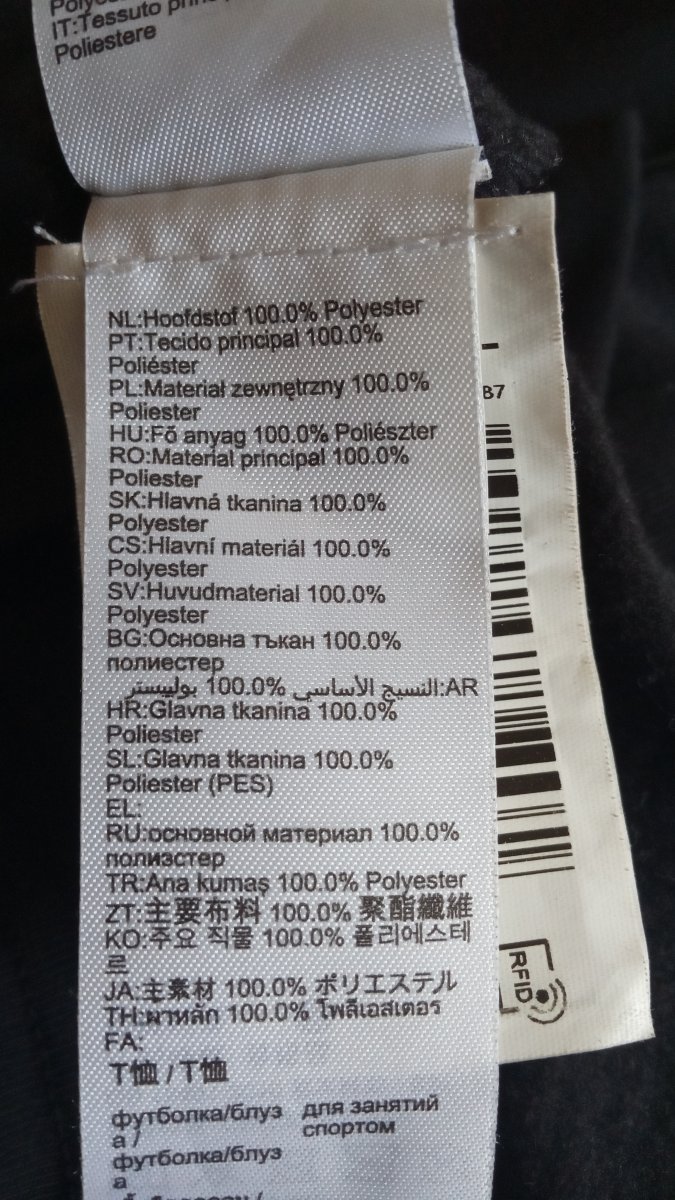 IT:Tessuto
Poliestere
NL:Hoofdstof 100.0% Polyester
PT:Tecido principal 100.0%
Poliéster
PL:Materiał zewnętrzny 100.0%
Poliester
HU:Fő anyag 100.0% Poliészter
RO:Material principal 100.0%
Poliester
SK:Hlavná tkanina 100.0%
Polyester
CS:Hlavní materiál 100.0%
Polyester
SV:Huvudmaterial 100.0%
Polyester
BG:Основна тъкан 100.0%
полиестер
AR:النسيج الأساسي 100.0% بوليستر
HR:Glavna tkanina 100.0%
Poliester
SL:Glavna tkanina 100.0%
Poliester (PES)
EL:
RU:основной материал 100.0%
полиэстер
TR:Ana kumaş 100.0% Polyester
ZT:主要布料 100.0% 聚酯纖維
KO:주요 직물 100.0% 폴리에스테
르
JA:主素材 100.0% ポリエステル
TH:ผ้าหลัก 100.0% โพลีเอสเตอร์
FA:
T恤 / T恤
футболка/блуз для занятий
а / спортом
футболка/блуз
а
87
RFID